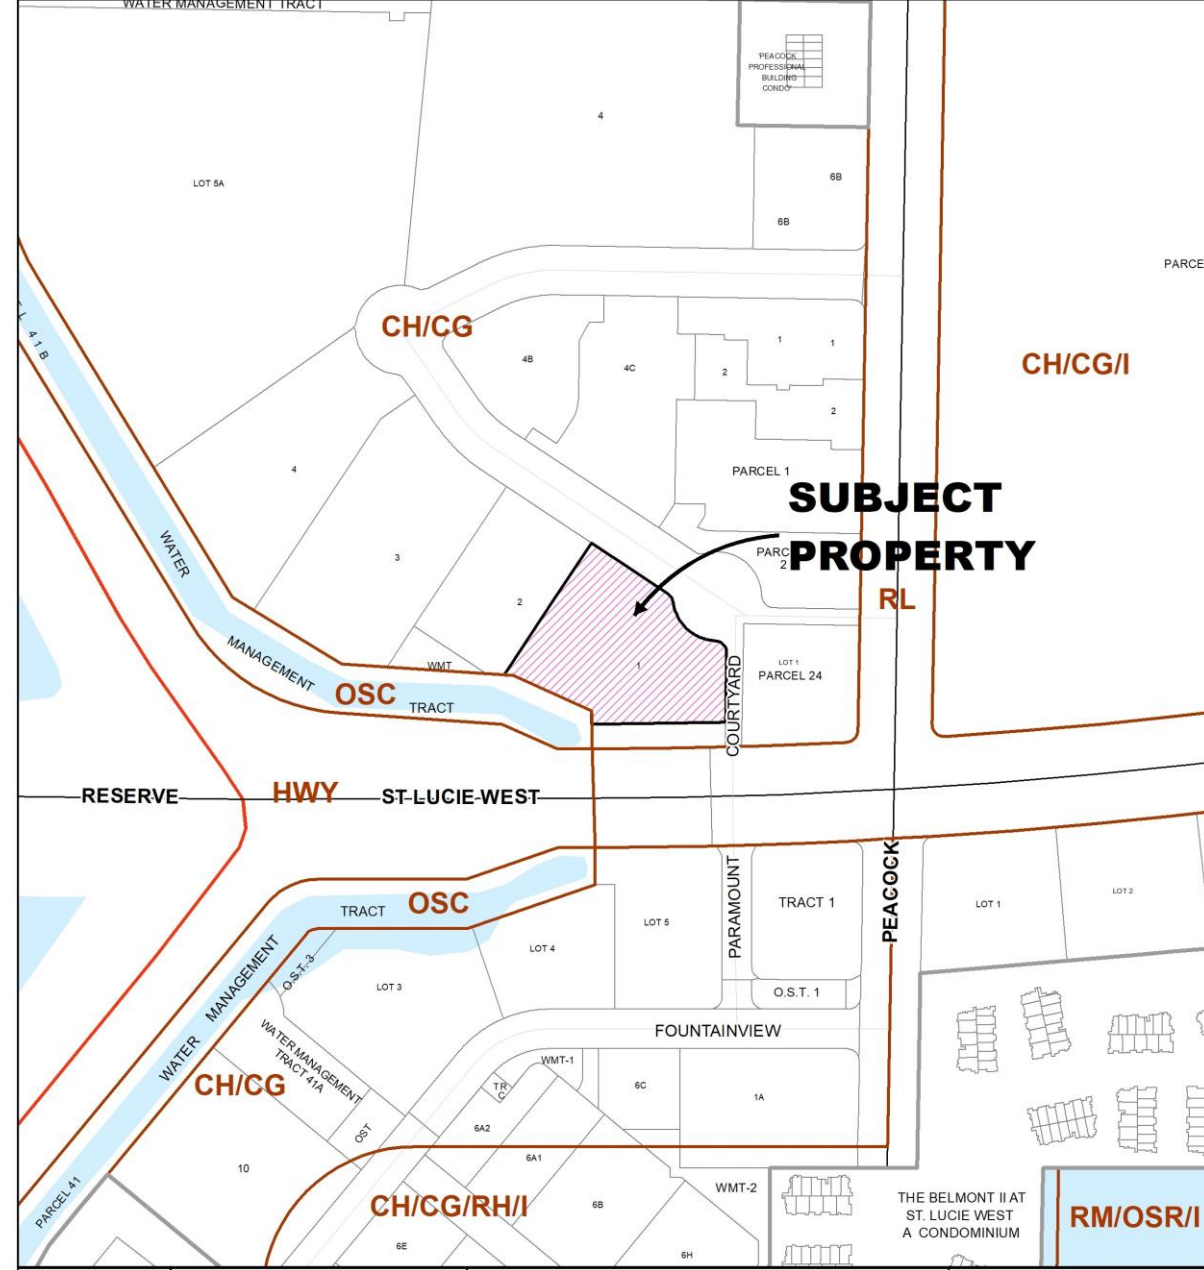 WATER MANAGEMENT TRACT
'PEACOCK
PROFESSIONAL
BUILDING
CONDO'
4
LOT 5A
6B
6B
PARCE
CH/CG
CH/CG/I
41B
4B
4C
1
1
2
2
4
PARCEL 1
SUBJECT
PROPERTY
PARC
2
3
2
RL
WATER
MANAGEMENT
TRACT
WMT
OSC
1
LOT 1
PARCEL 24
COURTYARD
RESERVE
HWY
ST LUCIE WEST
PEACOCK
PARAMOUNT
TRACT
OSC
TRACT 1
LOT 5
LOT 4
LOT 1
LOT 2
O.S.T. 3
LOT 3
O.S.T. 1
WATER MANAGEMENT
FOUNTAINVIEW
WATER MANAGEMENT
TRACT 41A
CH/CG
WMT-1
TR
C
6C
1A
OST
6A2
6A1
10
PARCEL 41
CH/CG/RH/I
6B
WMT-2
6E
6H
THE BELMONT II AT
ST. LUCIE WEST
A CONDOMINIUM
RM/OSR/I